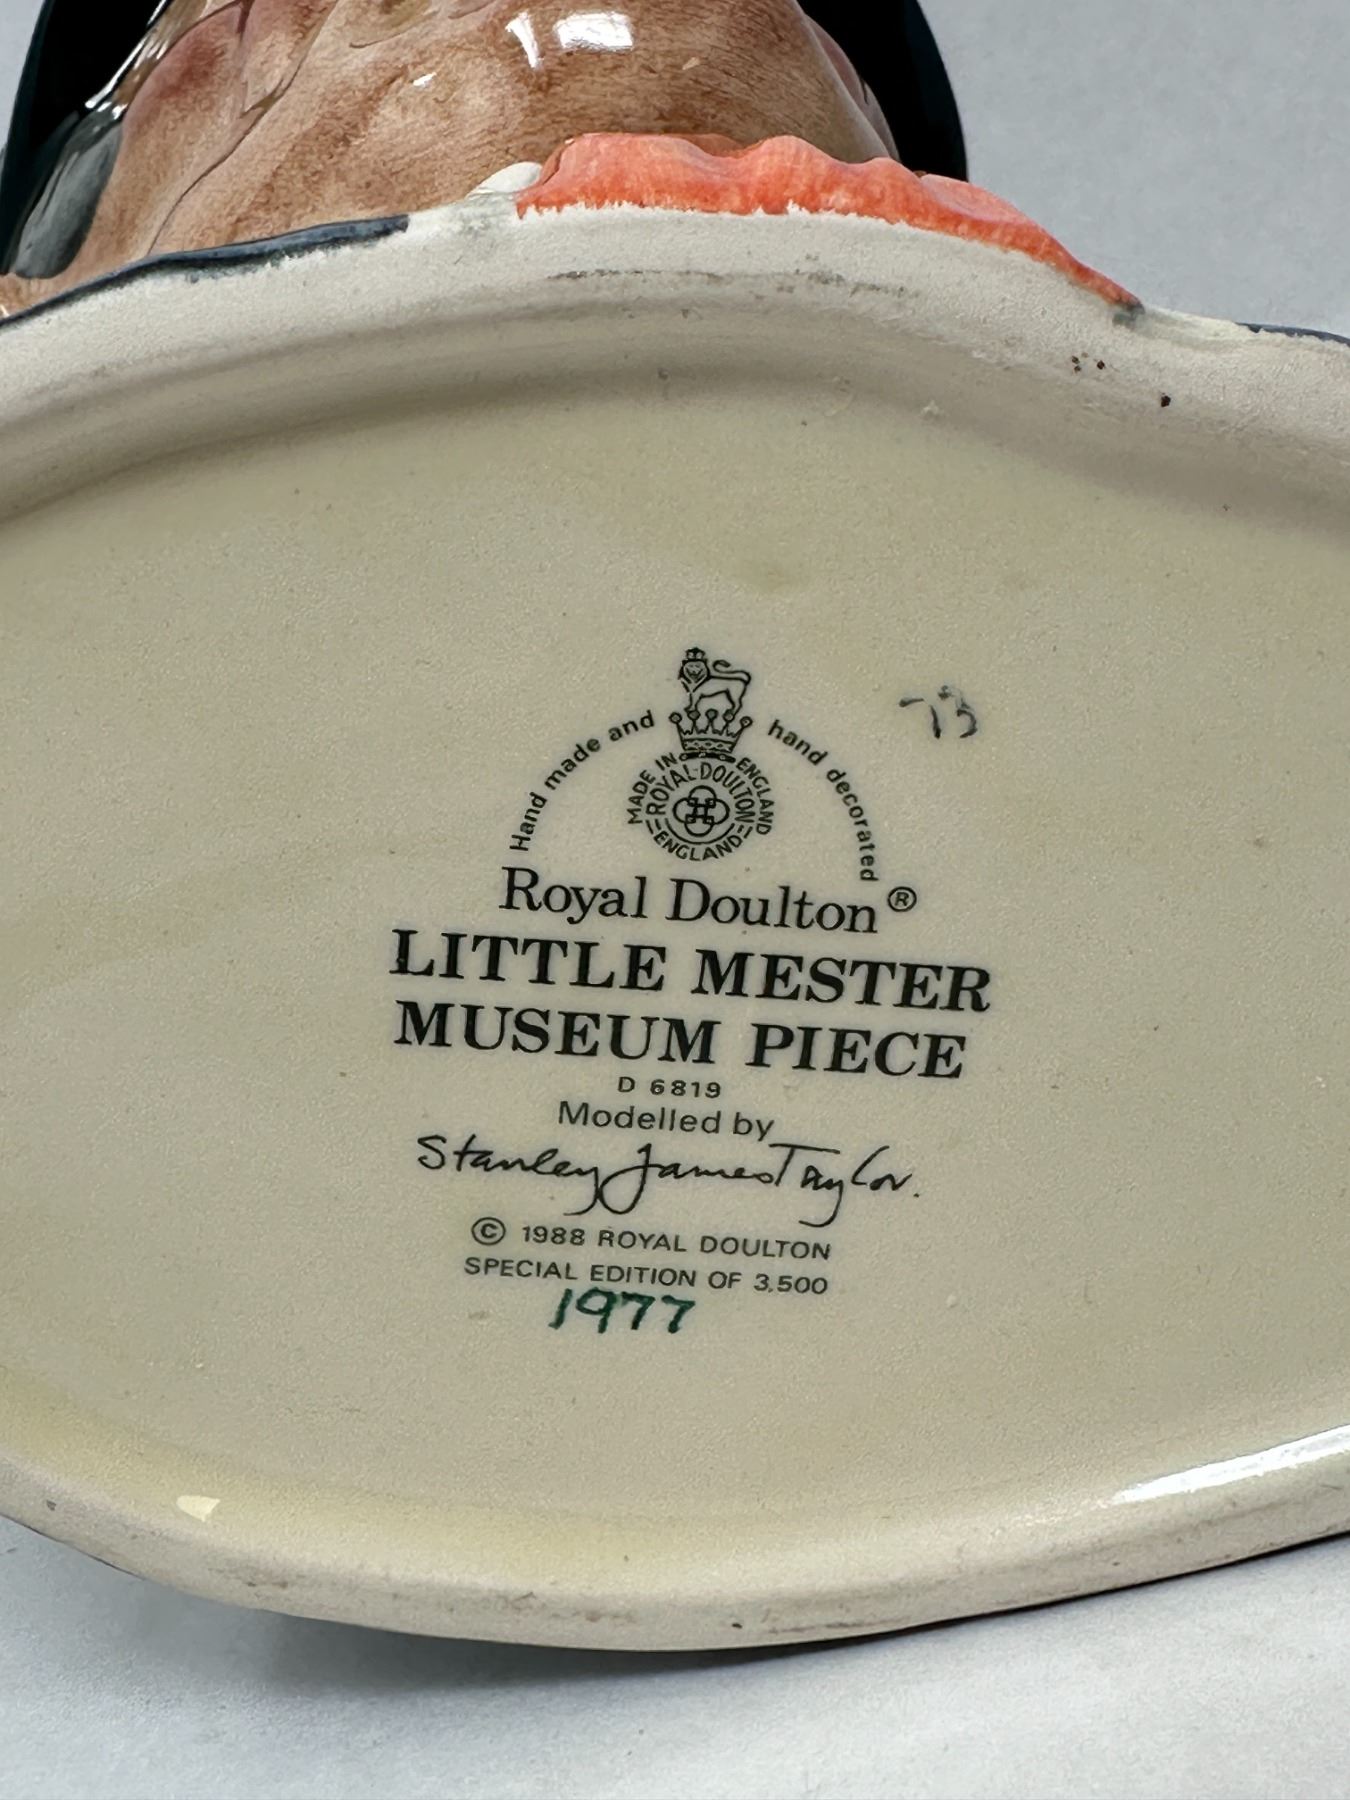 73
Hand made and hand decorated
MADE IN ENGLAND
ROYAL·DOULTON
ENGLAND
Royal Doulton®
LITTLE MESTER
MUSEUM PIECE
D 6819
Modelled by
Stanley James Taylor.
© 1988 ROYAL DOULTON
SPECIAL EDITION OF 3,500
1977